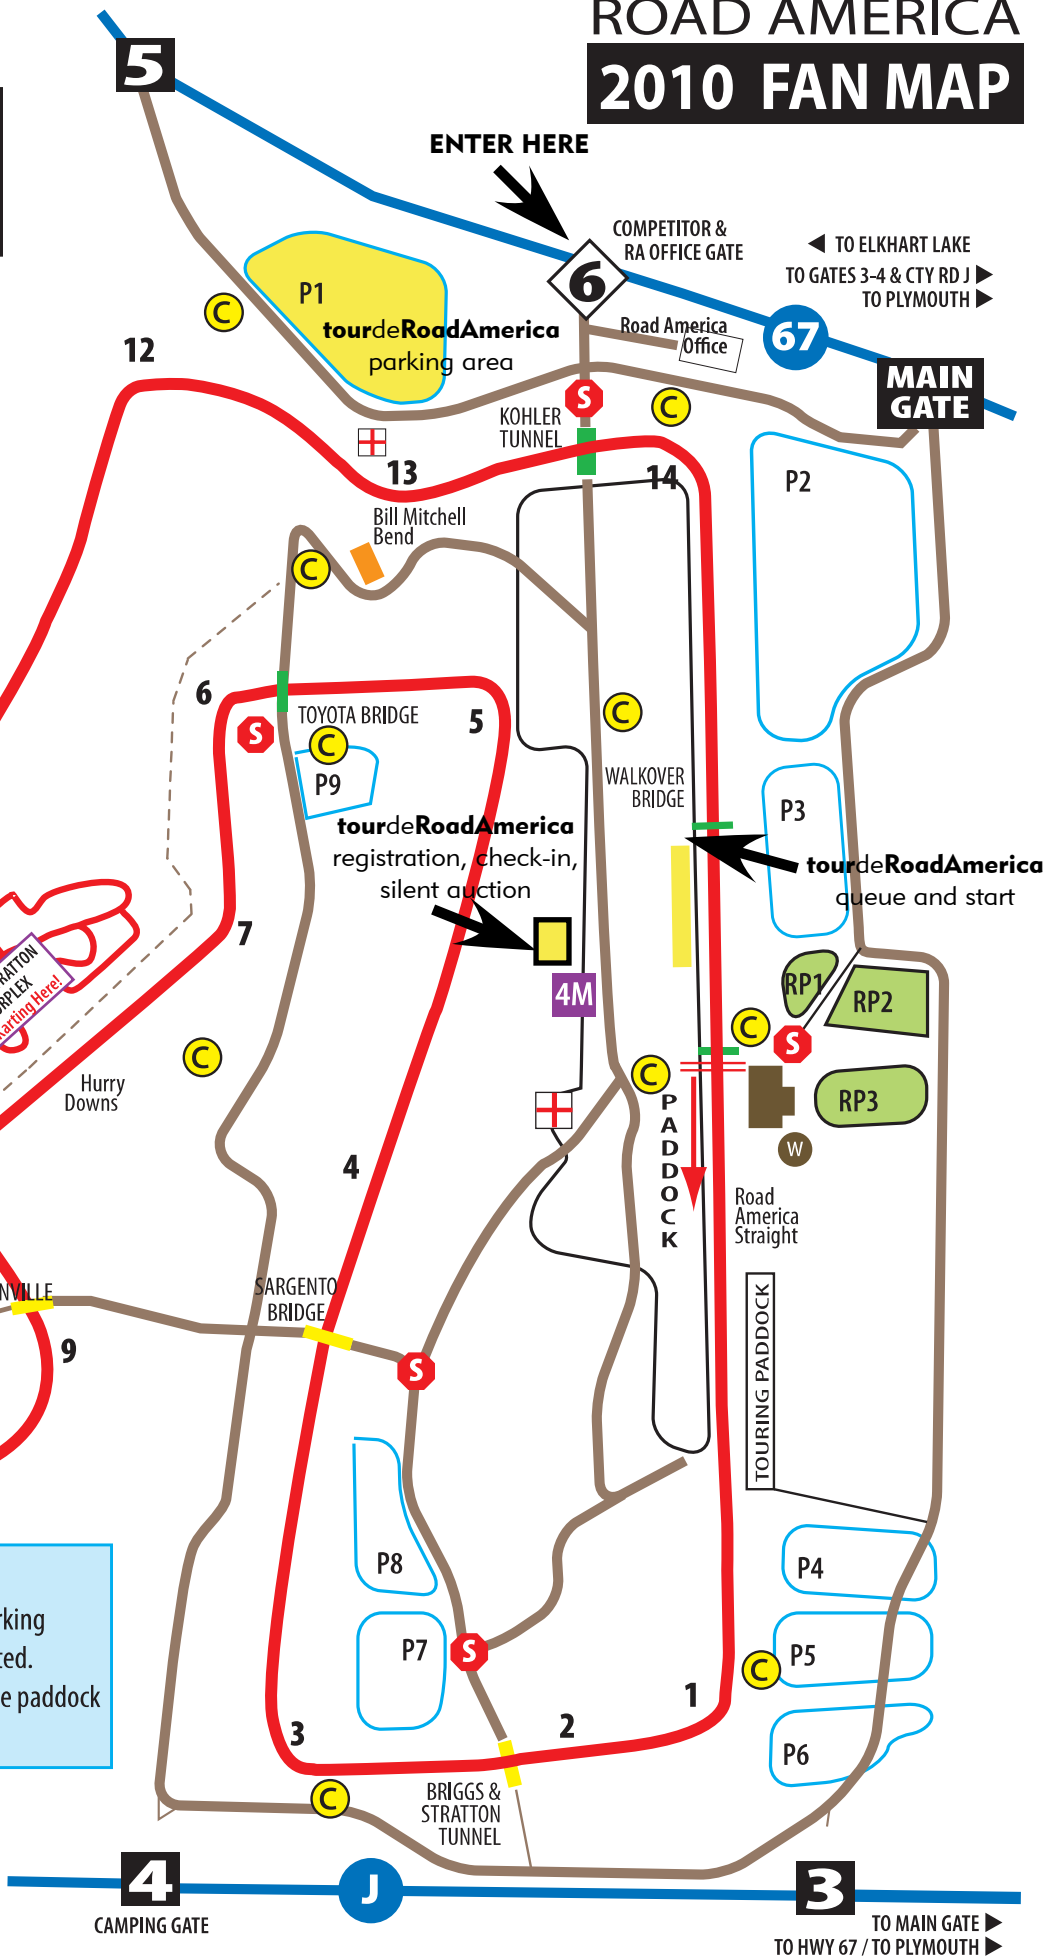 ROAD AMERICA
2010 FAN MAP
5
ENTER HERE
COMPETITOR &
RA OFFICE GATE
6
TO ELKHART LAKE
TO GATES 3-4 & CTY RD J
TO PLYMOUTH
P1
C
tourdeRoadAmerica
parking area
Road America
Office
67
12
MAIN
GATE
S
C
KOHLER
TUNNEL
13
14
P2
Bill Mitchell
Bend
C
6
5
TOYOTA BRIDGE
S
C
P9
C
WALKOVER
BRIDGE
P3
tourdeRoadAmerica
registration, check-in,
silent auction
tourdeRoadAmerica
queue and start
7
4M
RP1
RP2
C
S
Karting Here!
C
C
Hurry
Downs
PADDOCK
RP3
W
4
Road
America
Straight
SARGENTO
BRIDGE
NVILLE
9
S
TOURING PADDOCK
P8
P4
rking
P7
S
P5
C
e paddock
1
2
3
P6
C
BRIGGS &
STRATTON
TUNNEL
4
J
3
CAMPING GATE
TO MAIN GATE
TO HWY 67 / TO PLYMOUTH